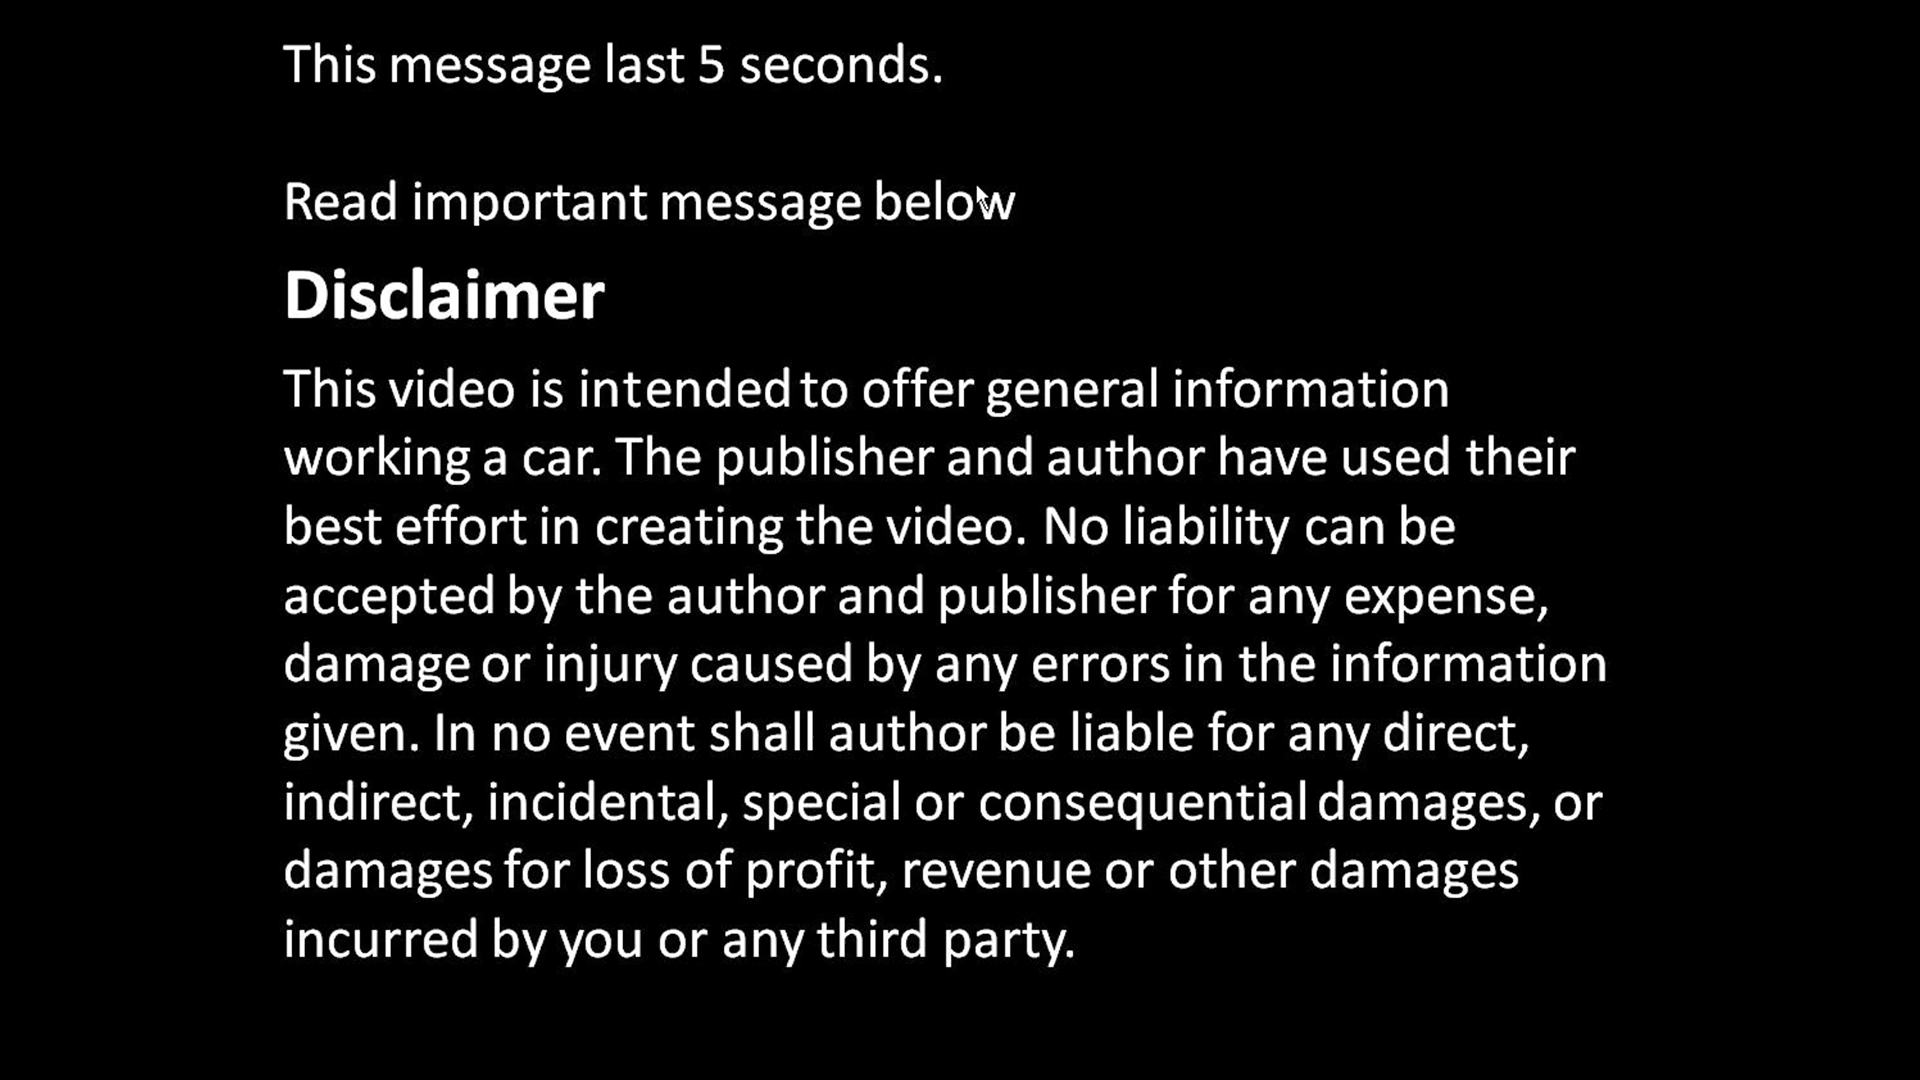 This message last 5 seconds.
Read important message below
Disclaimer
This video is intended to offer general information
working a car. The publisher and author have used their
best effort in creating the video. No liability can be
accepted by the author and publisher for any expense,
damage or injury caused by any errors in the information
given. In no event shall author be liable for any direct,
indirect, incidental, special or consequential damages, or
damages for loss of profit, revenue or other damages
incurred by you or any third party.